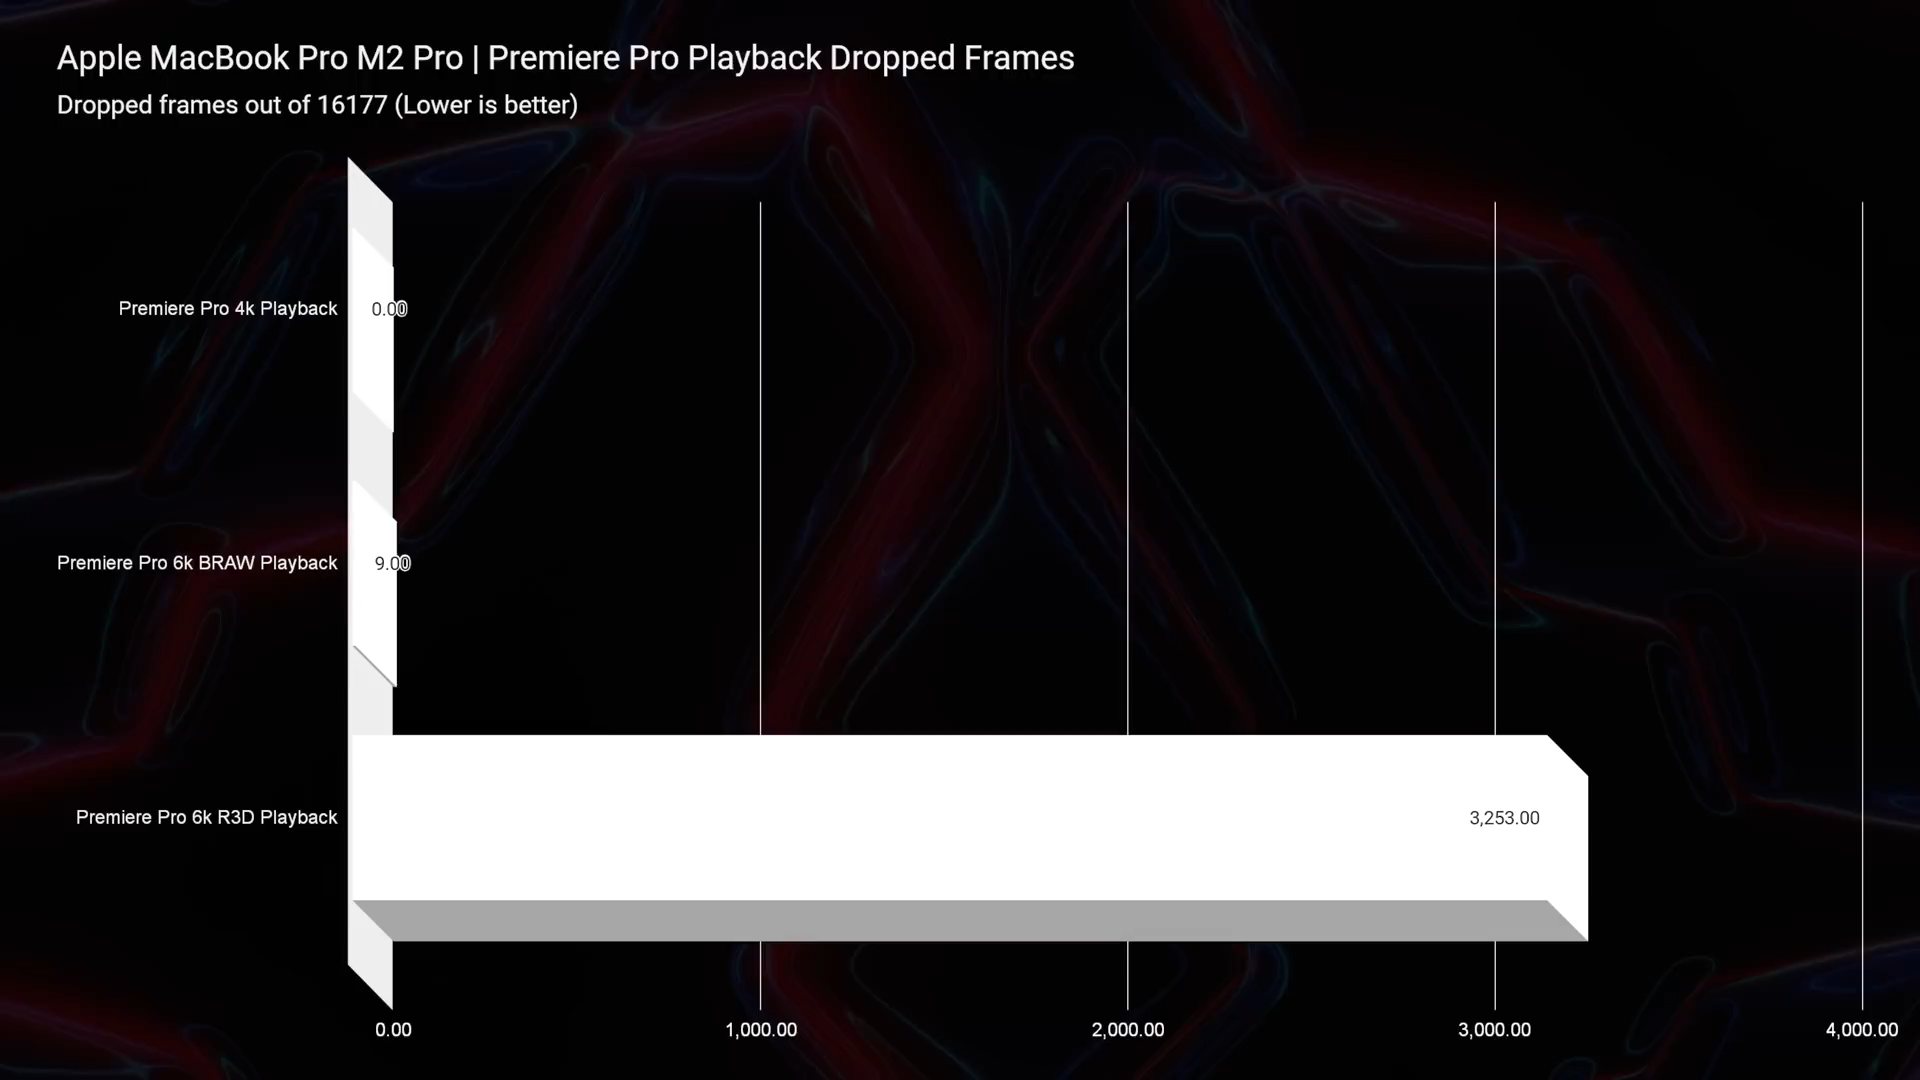 Apple MacBook Pro M2 Pro | Premiere Pro Playback Dropped Frames
Dropped frames out of 16177 (Lower is better)
Premiere Pro 4k Playback
0.00
Premiere Pro 6k BRAW Playback
9.00
Premiere Pro 6k R3D Playback
3,253.00
0.00
1,000.00
2,000.00
3,000.00
4,000.00